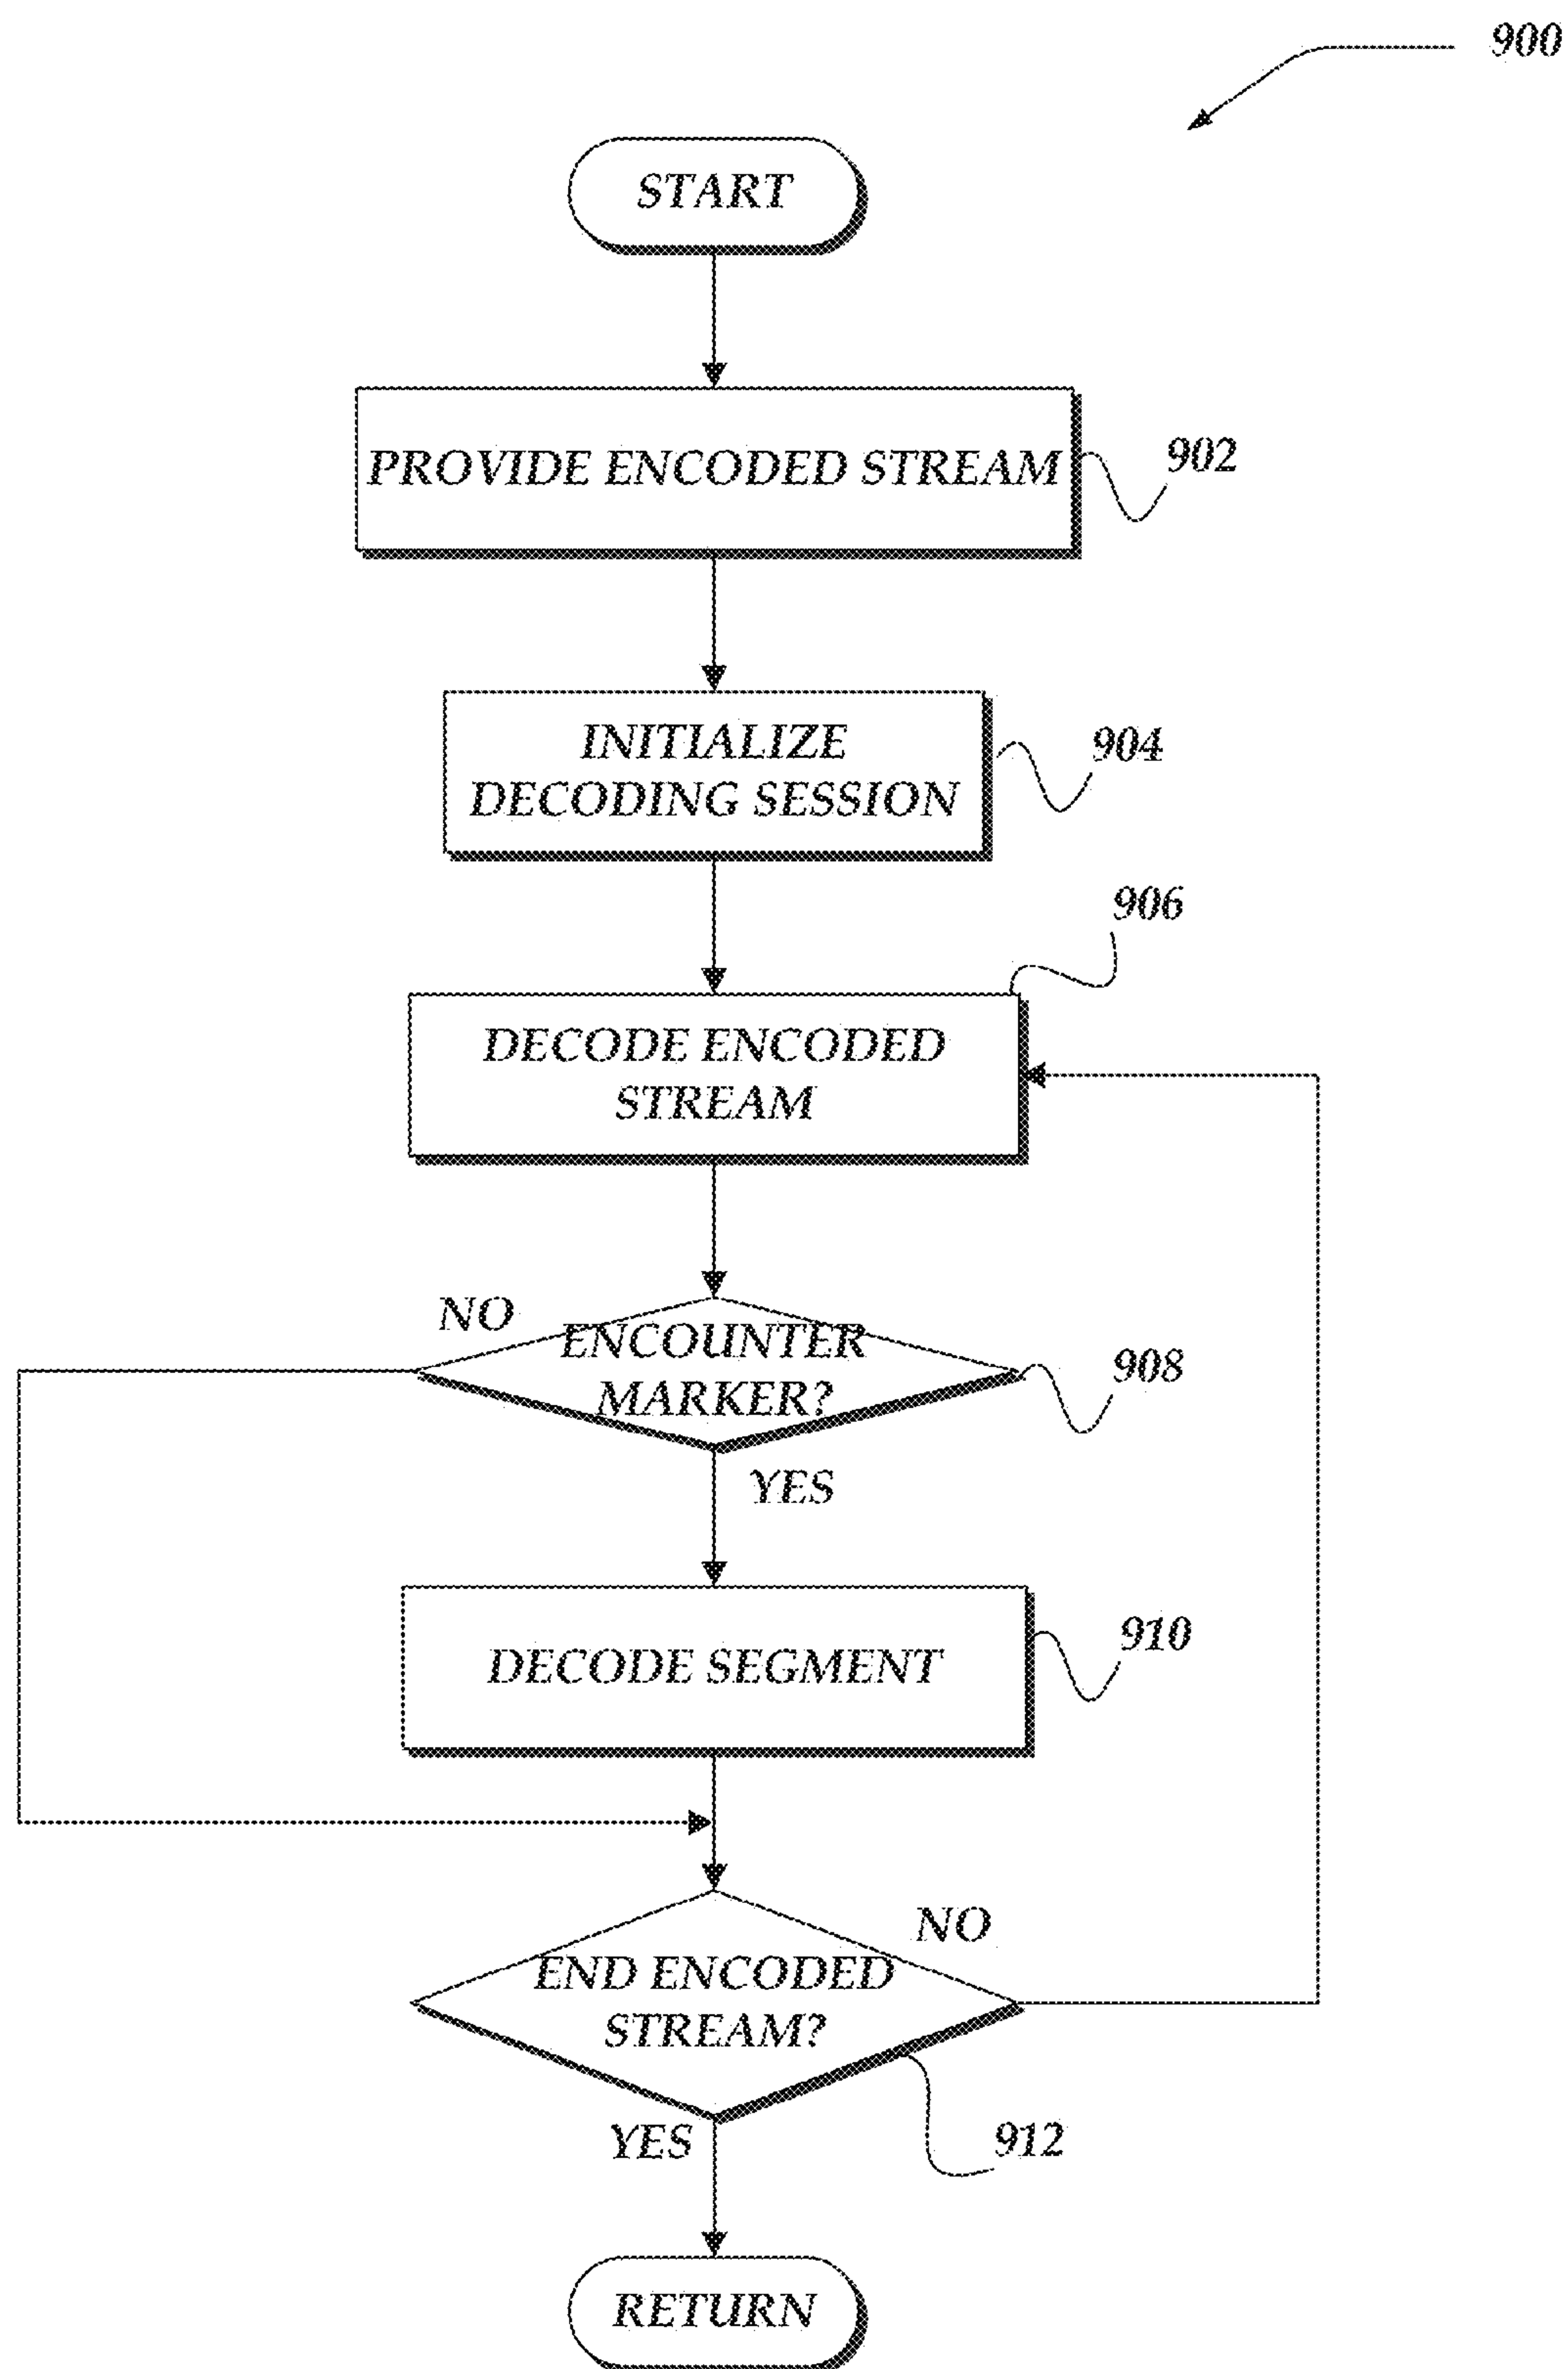 900
START
PROVIDE ENCODED STREAM
902
INITIALIZE
DECODING SESSION
904
906
DECODE ENCODED
STREAM
NO
ENCOUNTER
MARKER?
908
YES
DECODE SEGMENT
910
NO
END ENCODED
STREAM?
YES
912
RETURN